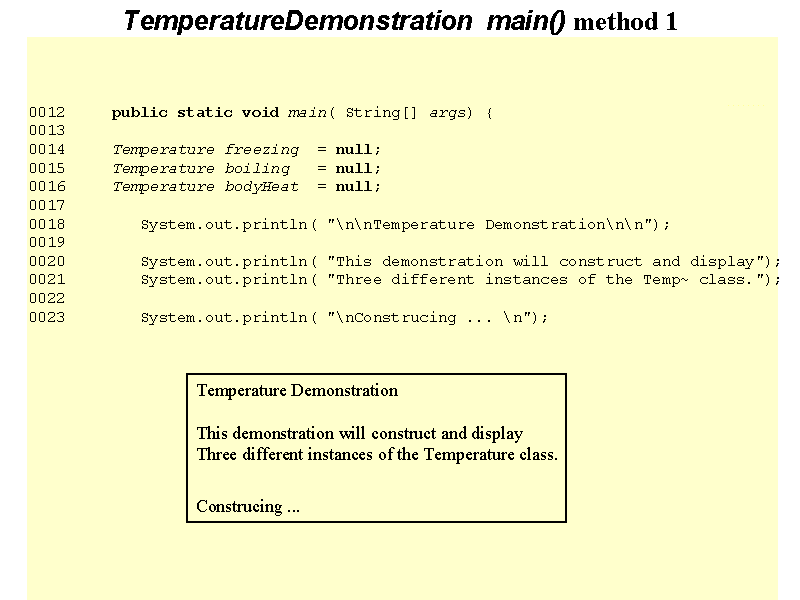 TemperatureDemonstration main() method 1
0012 public static void main( String[] args) {
0013
0014 Temperature freezing = null;
0015 Temperature boiling = null;
0016 Temperature bodyHeat = null;
0017
0018 System.out.println( "\n\nTemperature Demonstration\n\n");
0019
0020 System.out.println( "This demonstration will construct and display");
0021 System.out.println( "Three different instances of the Temp~ class.");
0022
0023 System.out.println( "\nConstrucing ... \n");
Temperature Demonstration
This demonstration will construct and display
Three different instances of the Temperature class.
Construcing ...